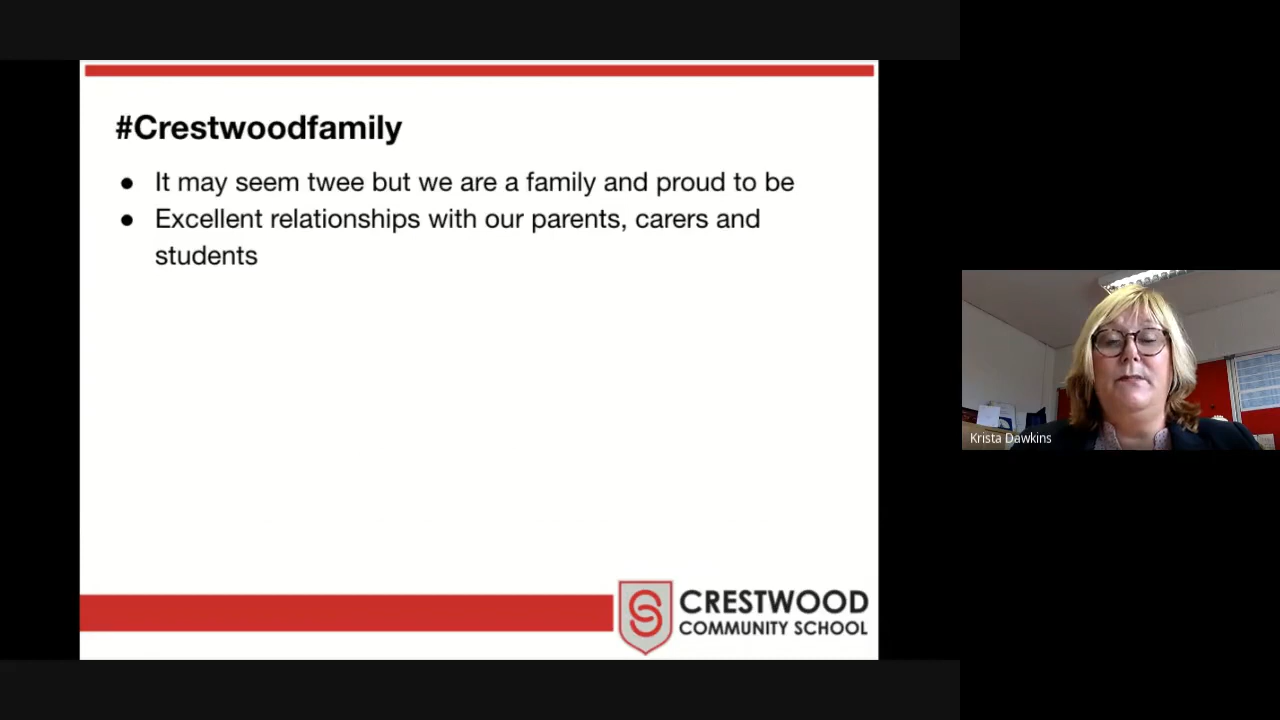 #Crestwoodfamily
● It may seem twee but we are a family and proud to be
● Excellent relationships with our parents, carers and
students
CRESTWOOD
COMMUNITY SCHOOL
Krista Dawkins